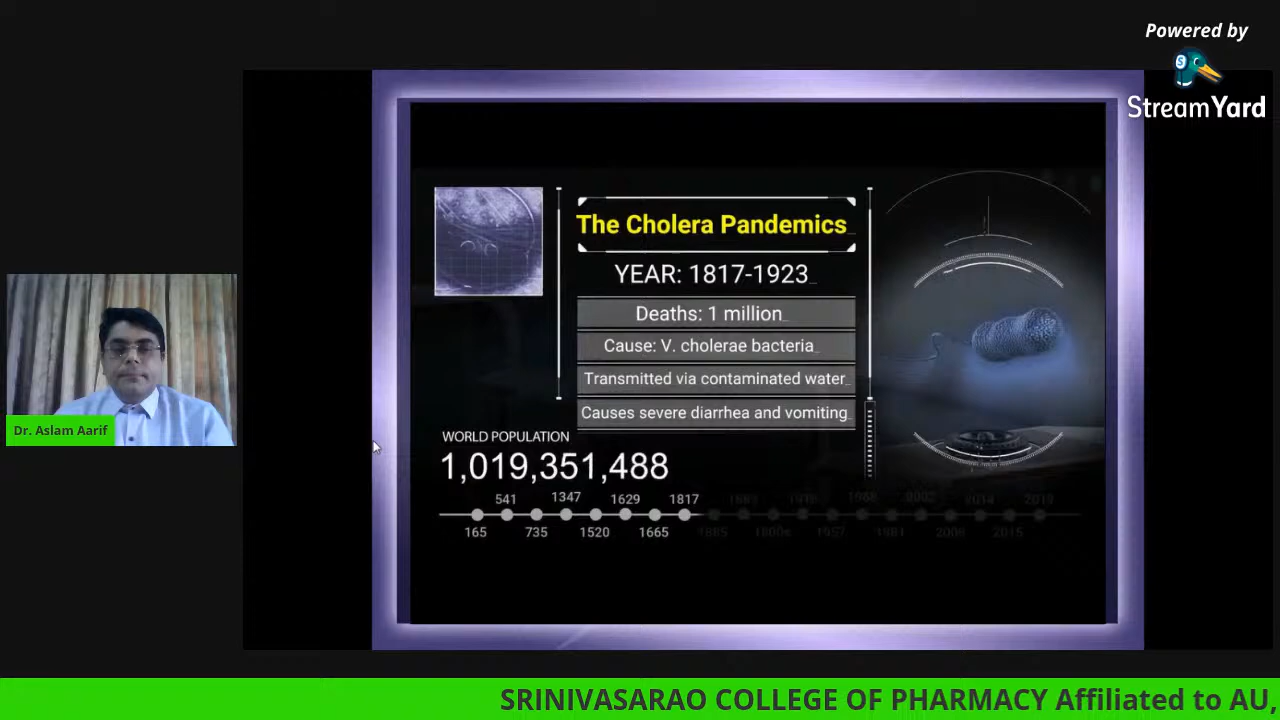 Powered by
StreamYard
The Cholera Pandemics
YEAR: 1817-1923
Deaths: 1 million
Cause: V. cholerae bacteria
Transmitted via contaminated water
Causes severe diarrhea and vomiting
Dr. Aslam Aarif
WORLD POPULATION
1,019,351,488
541 1347 1629 1817
165 735 1520 1665
SRINIVASARAO COLLEGE OF PHARMACY Affiliated to AU,